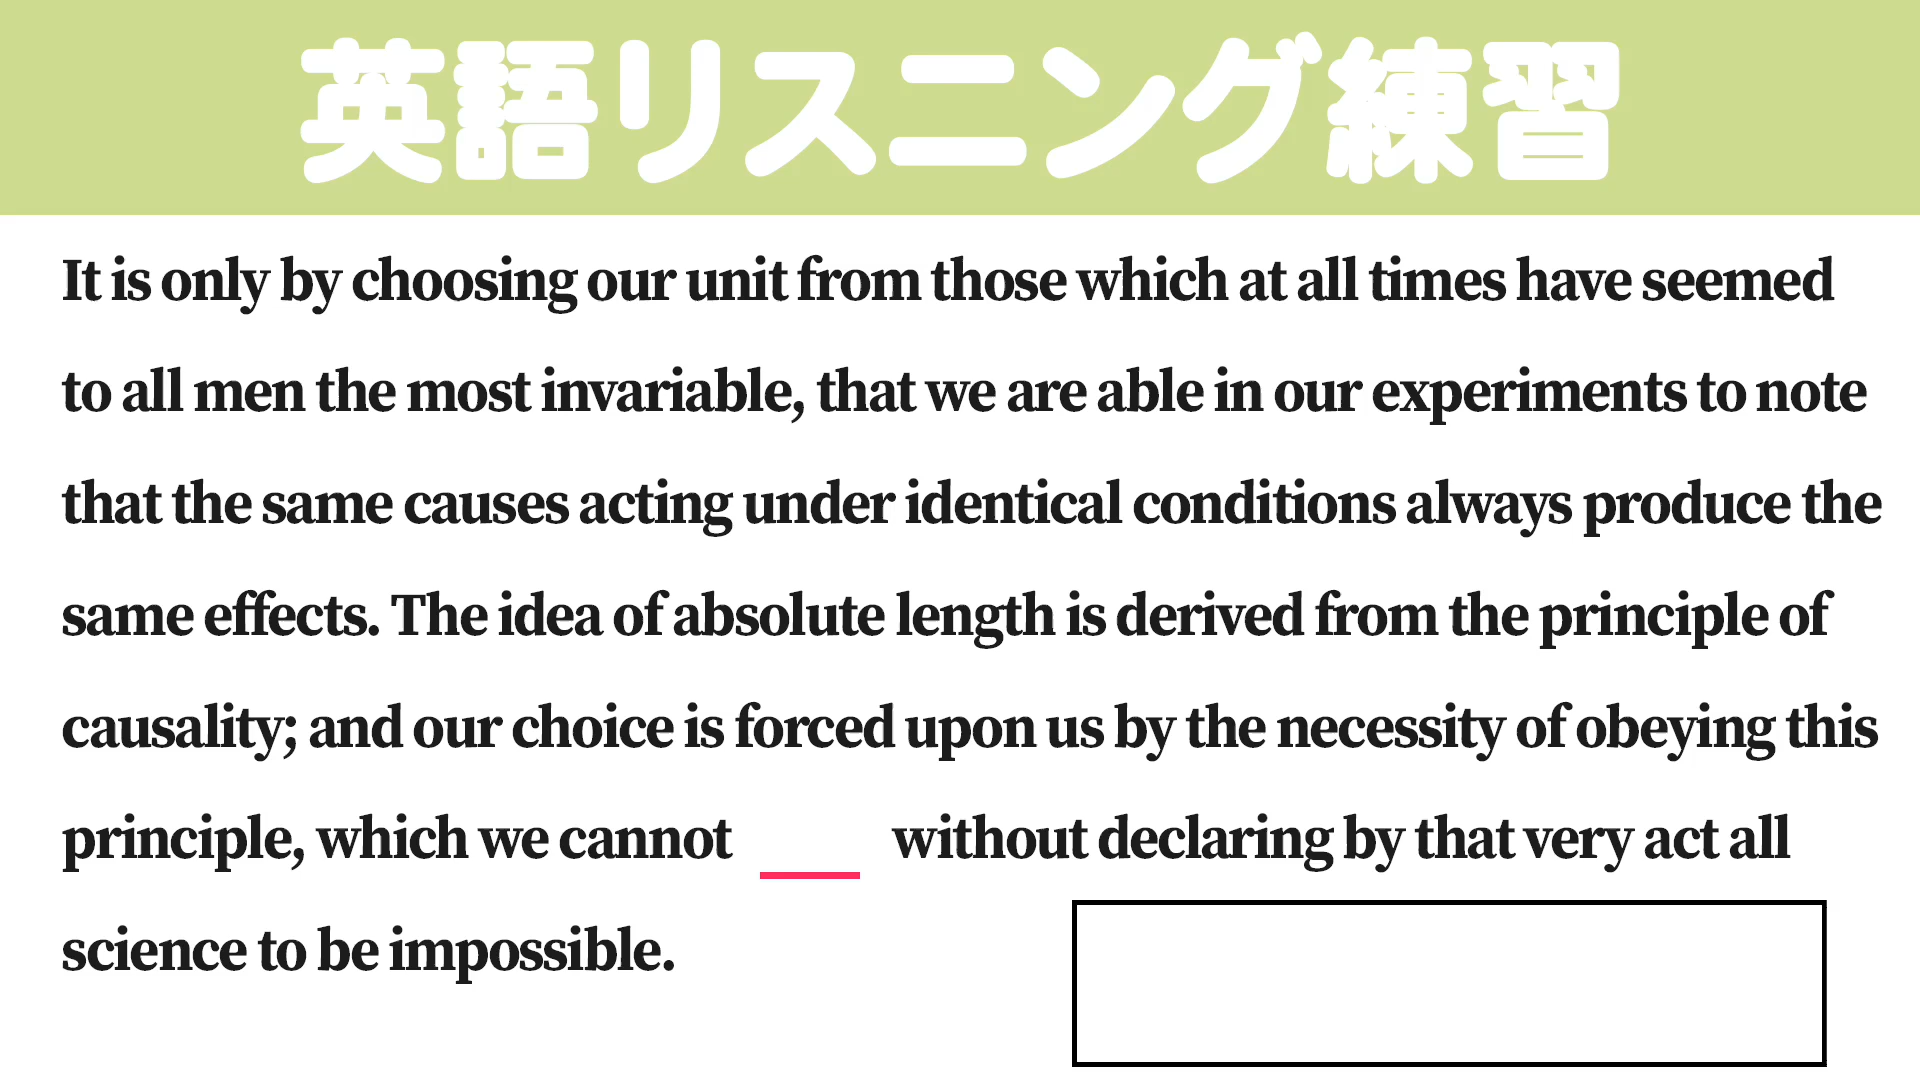 英語リスニング練習
It is only by choosing our unit from those which at all times have seemed
to all men the most invariable, that we are able in our experiments to note
that the same causes acting under identical conditions always produce the
same effects. The idea of absolute length is derived from the principle of
causality; and our choice is forced upon us by the necessity of obeying this
principle, which we cannot ____ without declaring by that very act all
science to be impossible.